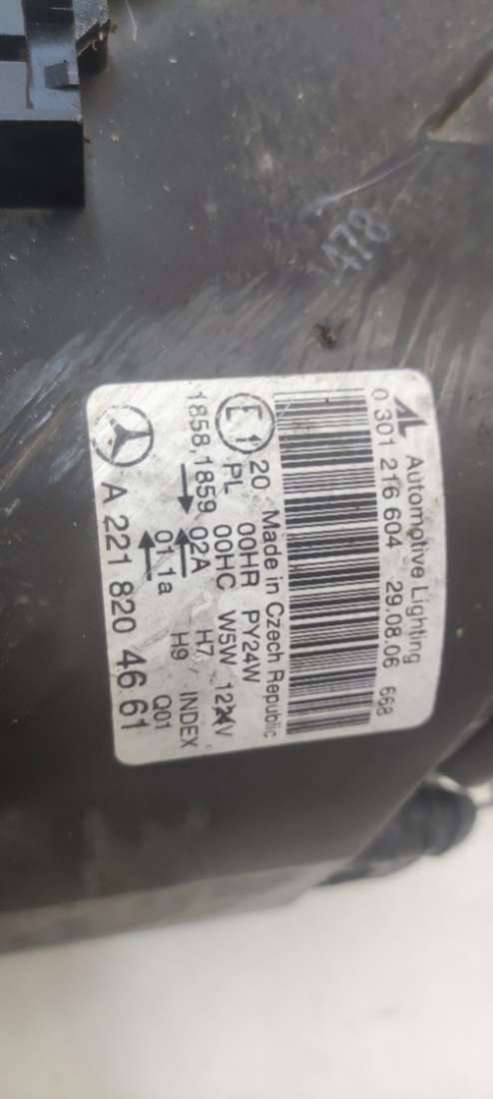 478
AL Automotive Lighting
0 301 216 604 29.08.06 668
Made in Czech Republic
E1 20 00HR PY24W
PL 00HC W5W 12V
1858,1859 02A H7 INDEX
01 1a H9 Q01
A 221 820 46 61